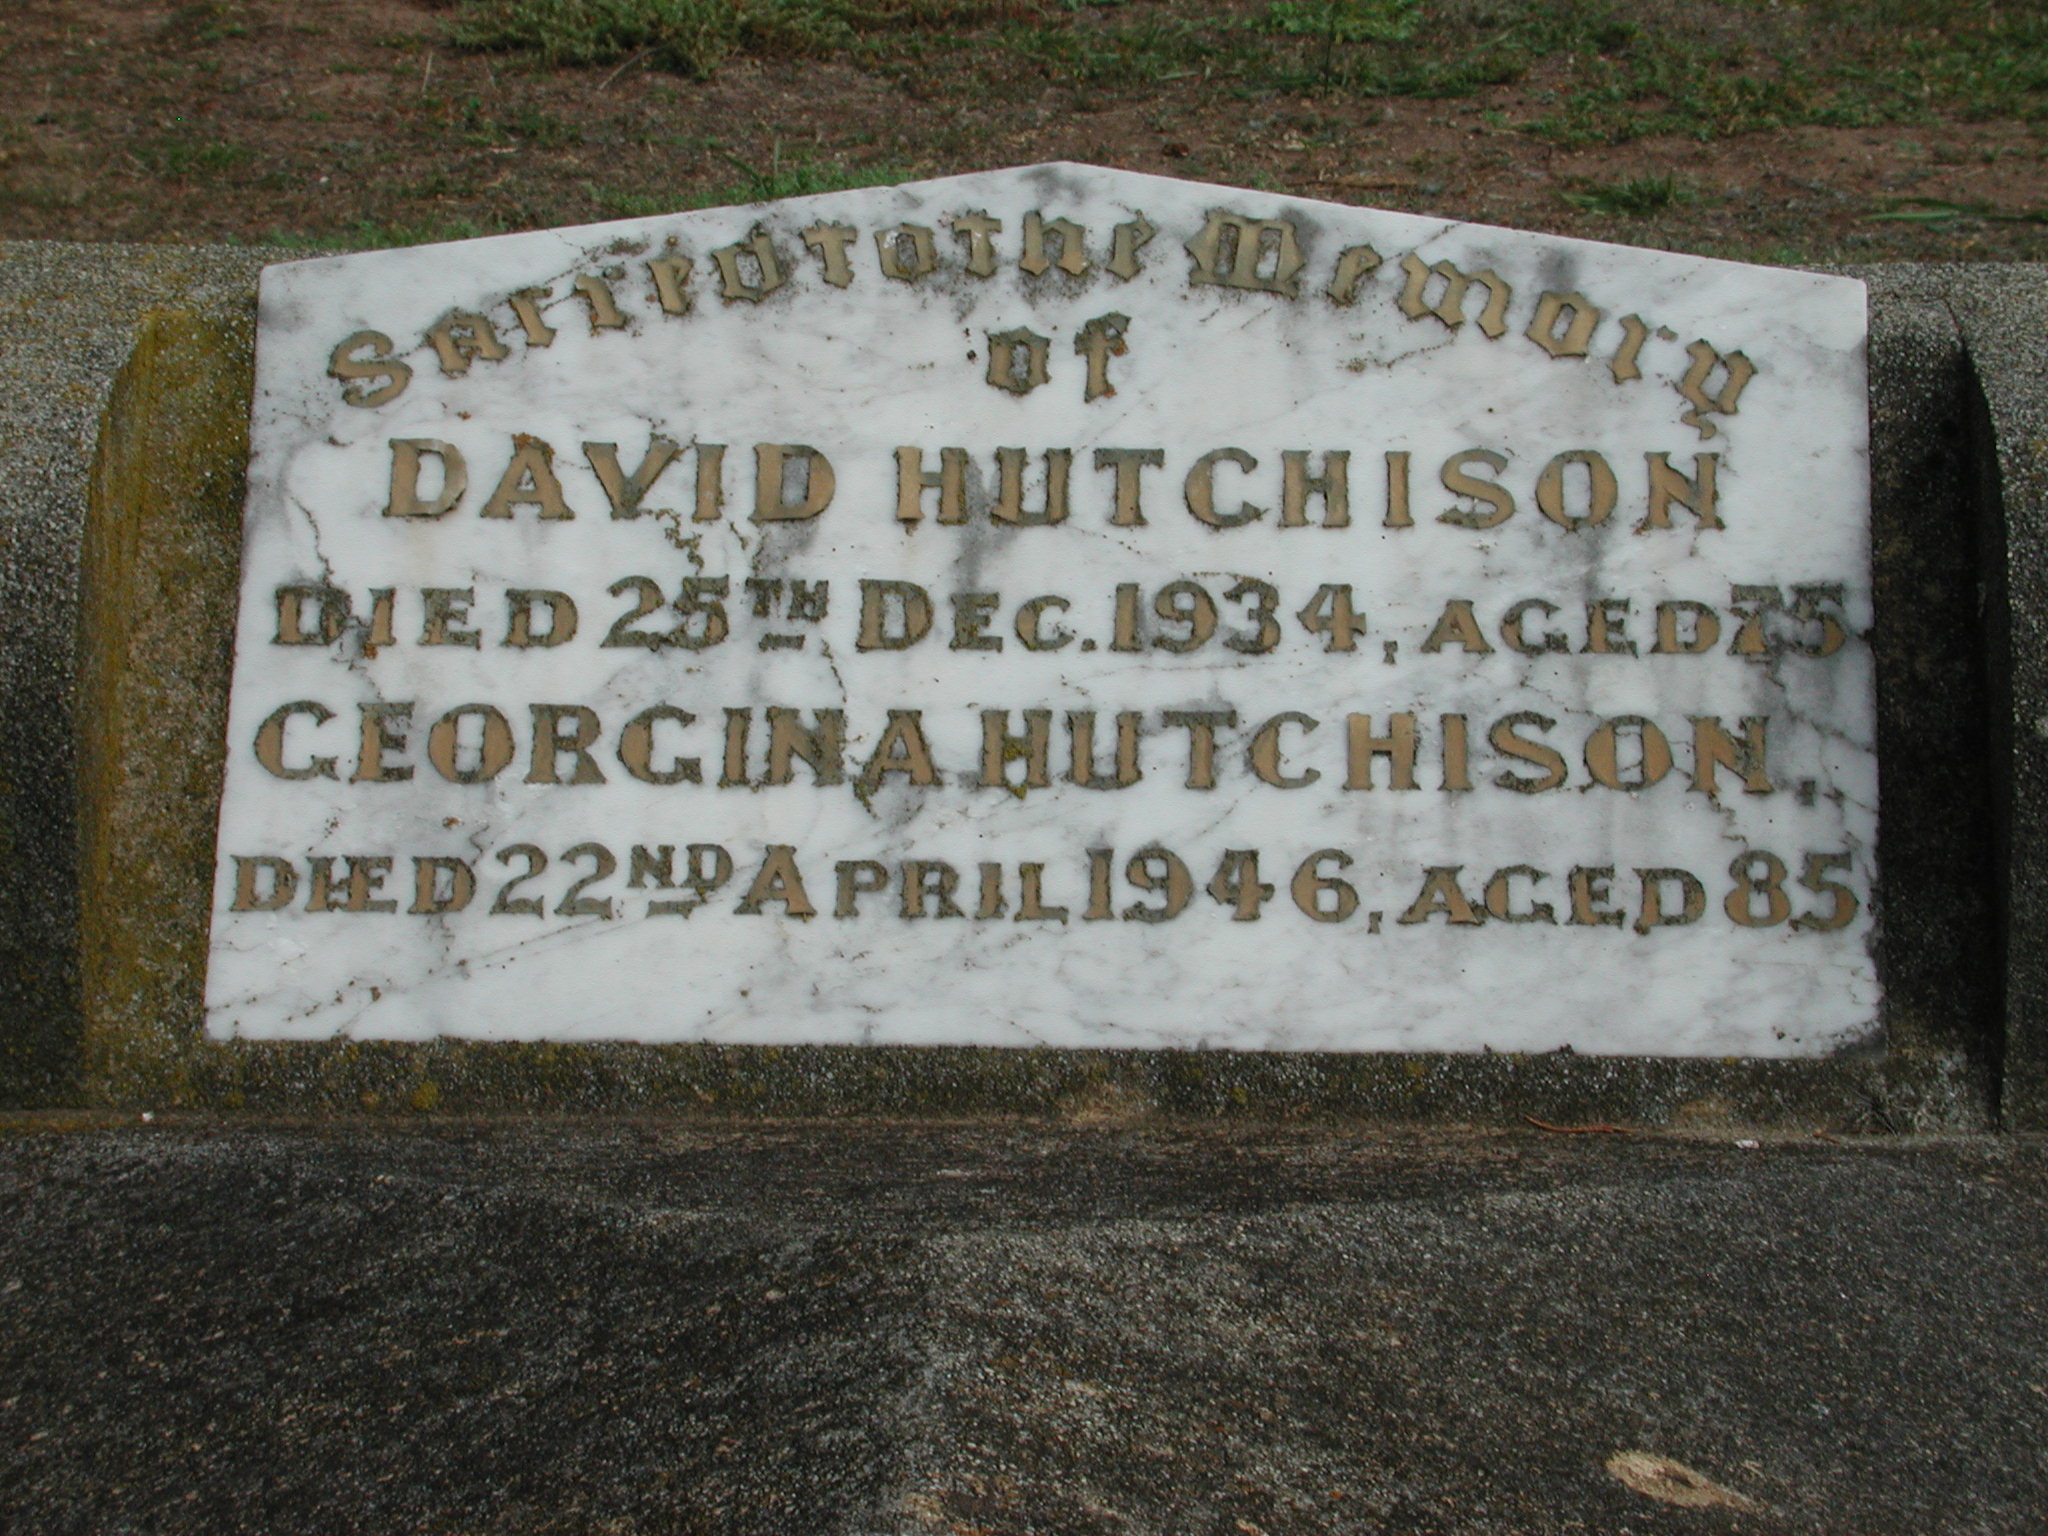 Sacred to the Memory
of
DAVID HUTCHISON
DIED 25TH DEC. 1934, AGED 75
GEORGINA HUTCHISON,
DIED 22ND APRIL 1946, AGED 85